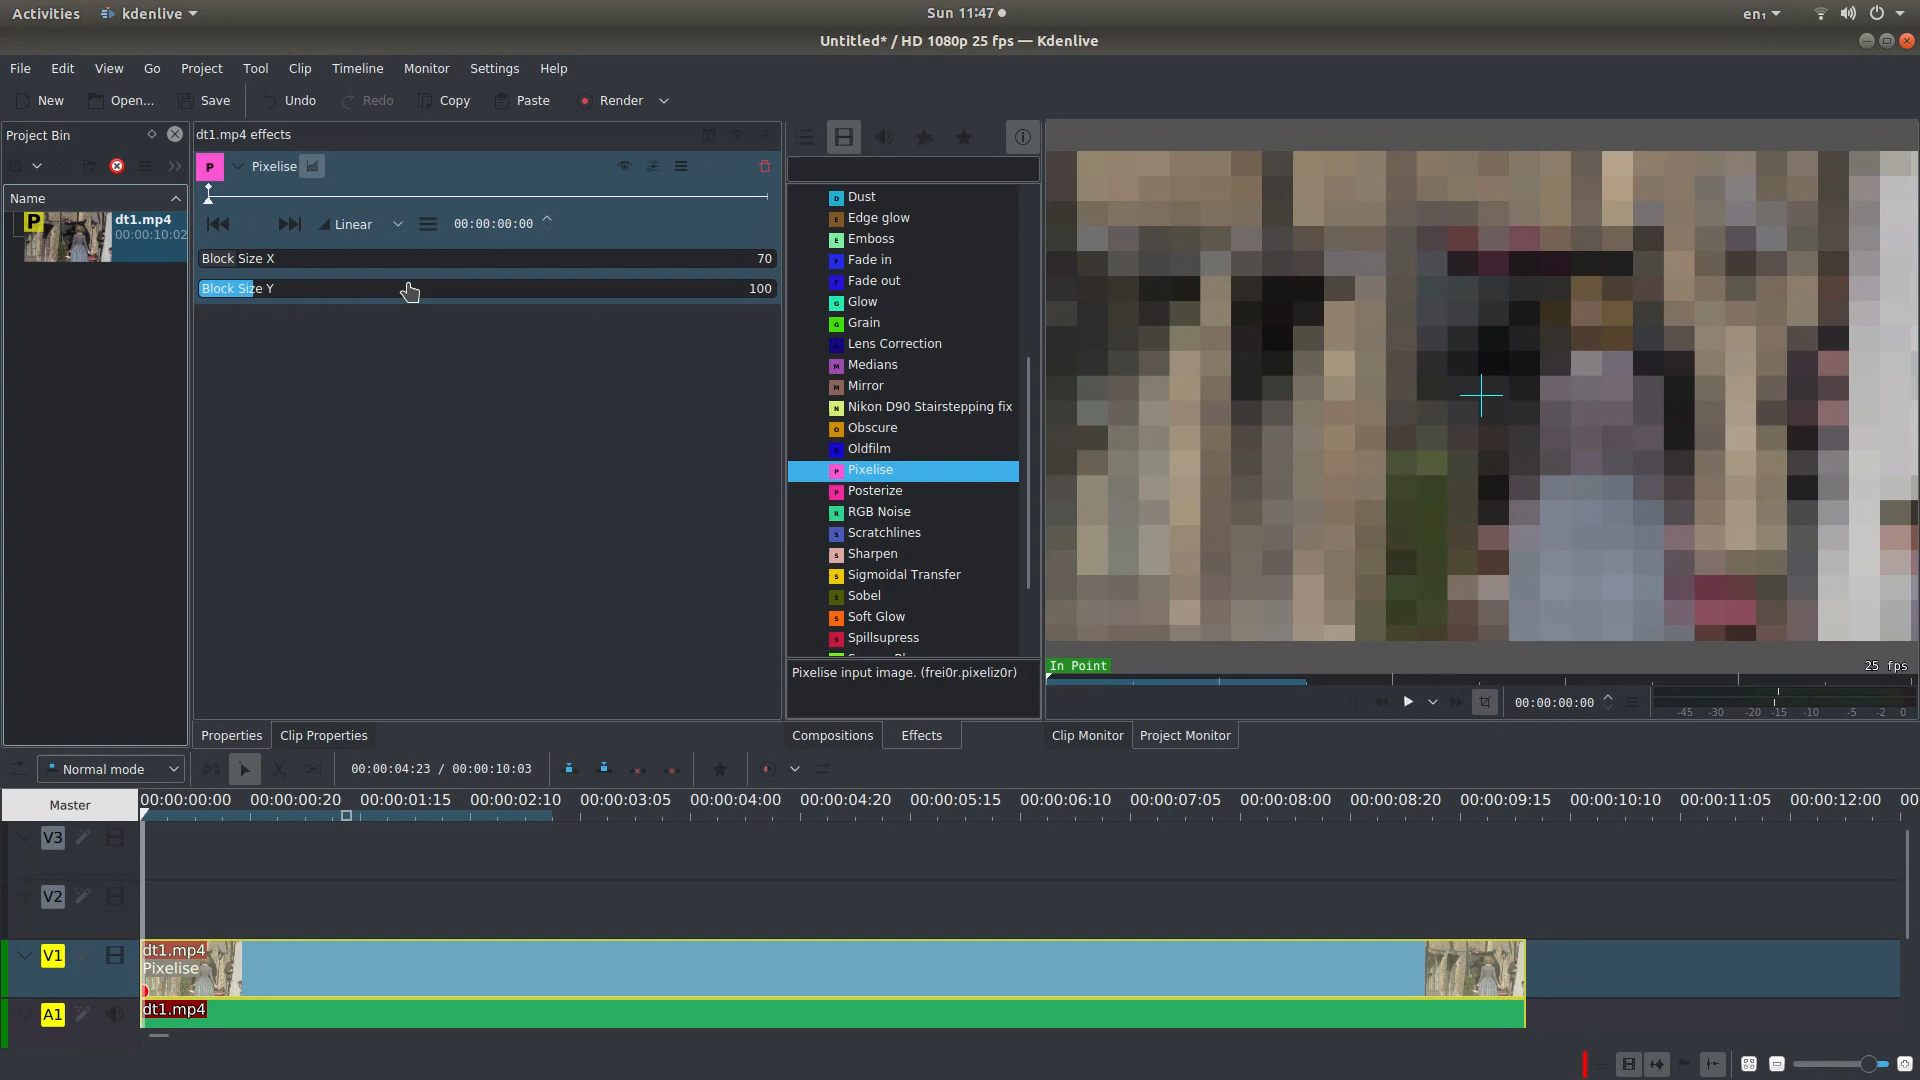 Activities kdenlive Sun 11:47 en₁
Untitled* / HD 1080p 25 fps — Kdenlive
File Edit View Go Project Tool Clip Timeline Monitor Settings Help
New Open... Save Undo Redo Copy Paste Render
Project Bin
Name
P dt1.mp4
00:00:10:02
dt1.mp4 effects
P Pixelise
Linear 00:00:00:00
Block Size X 70
Block Size Y 100
D Dust
E Edge glow
E Emboss
F Fade in
F Fade out
G Glow
G Grain
L Lens Correction
M Medians
M Mirror
N Nikon D90 Stairstepping fix
O Obscure
O Oldfilm
P Pixelise
P Posterize
R RGB Noise
S Scratchlines
S Sharpen
S Sigmoidal Transfer
S Sobel
S Soft Glow
S Spillsupress
Pixelise input image. (frei0r.pixeliz0r)
In Point 25 fps
00:00:00:00
-45 -30 -20 -15 -10 -5 -2 0
Properties Clip Properties
Compositions Effects
Clip Monitor Project Monitor
Normal mode 00:00:04:23 / 00:00:10:03
Master 00:00:00:00 00:00:00:20 00:00:01:15 00:00:02:10 00:00:03:05 00:00:04:00 00:00:04:20 00:00:05:15 00:00:06:10 00:00:07:05 00:00:08:00 00:00:08:20 00:00:09:15 00:00:10:10 00:00:11:05 00:00:12:00 00
V3
V2
V1 dt1.mp4
Pixelise
A1 dt1.mp4